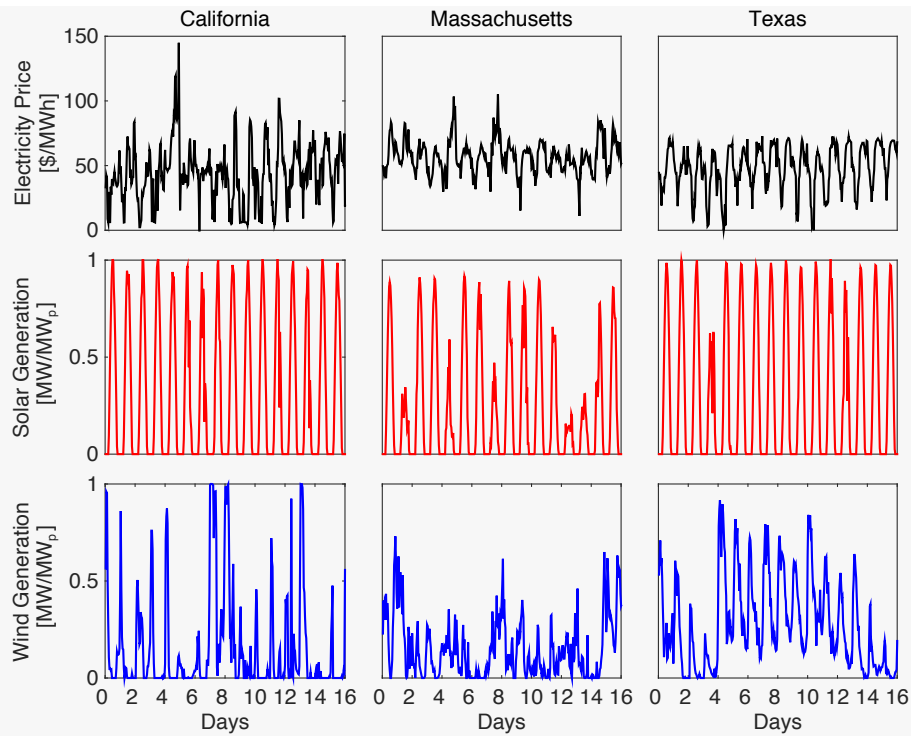 California Massachusetts Texas
Electricity Price
[$/MWh]
150
100
50
0
Solar Generation
[MW/MWp]
1
0.5
0
Wind Generation
[MW/MWp]
1
0.5
0
0 2 4 6 8 10 12 14 16 0 2 4 6 8 10 12 14 16 0 2 4 6 8 10 12 14 16
Days Days Days